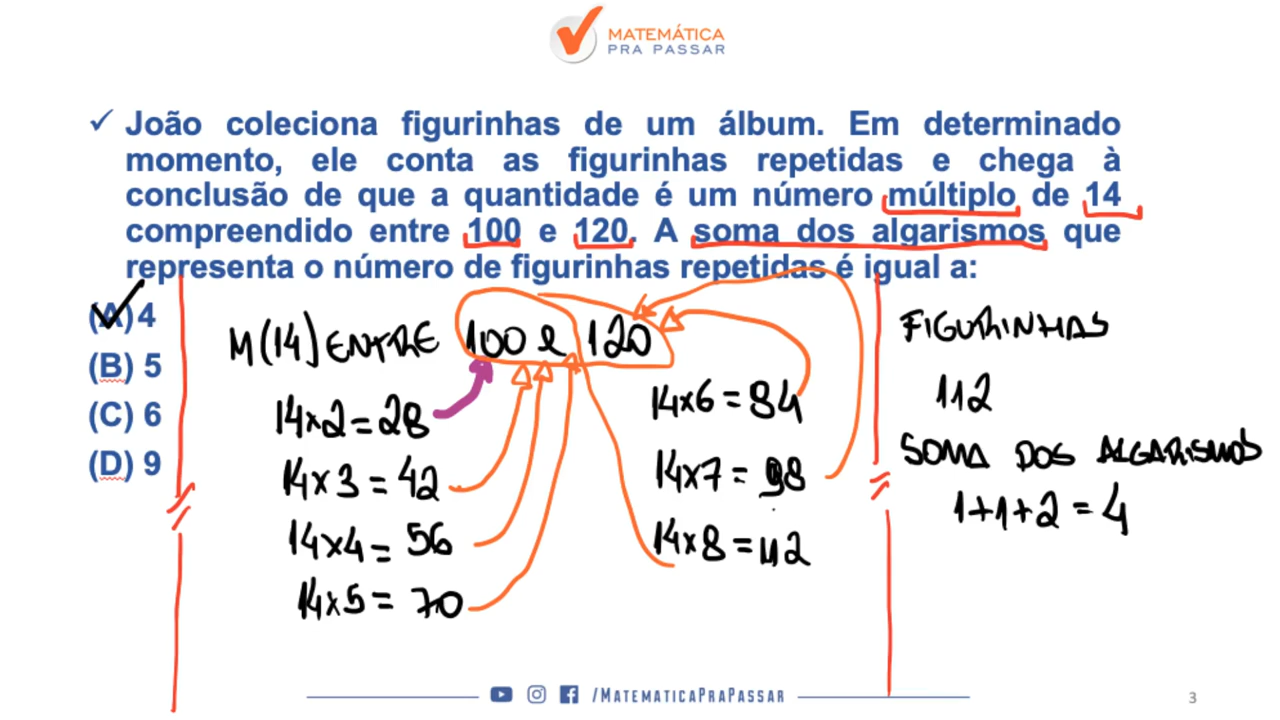 MATEMÁTICA
PRA PASSAR
✓ João coleciona figurinhas de um álbum. Em determinado
momento, ele conta as figurinhas repetidas e chega à
conclusão de que a quantidade é um número múltiplo de 14
compreendido entre 100 e 120. A soma dos algarismos que
representa o número de figurinhas repetidas é igual a:
(A) 4
(B) 5
(C) 6
(D) 9
M(14) ENTRE 100 e 120
14x2=28
14x3=42
14x4=56
14x5=70
14x6=84
14x7=98
14x8=112
FIGURINHAS
112
SOMA DOS ALGARISMOS
1+1+2=4
/MATEMATICAPRAPASSAR
3